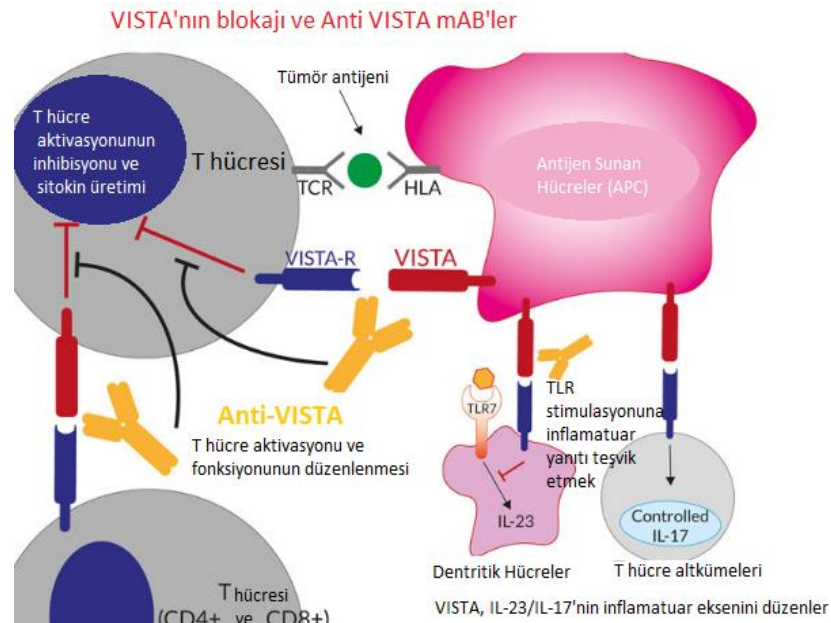 VISTA'nın blokajı ve Anti VISTA mAB'ler
Tümör antijeni
T hücre
aktivasyonunun
inhibisyonu ve
sitokin üretimi
T hücresi
TCR
HLA
Antijen Sunan
Hücreler (APC)
VISTA-R
VISTA
Anti-VISTA
T hücre aktivasyonu ve
fonksiyonunun düzenlenmesi
TLR7
TLR
stimulasyonuna
inflamatuar
yanıtı teşvik
etmek
IL-23
Controlled
IL-17
Dentritik Hücreler
T hücre altkümeleri
T hücresi
(CD4+ ve CD8+)
VISTA, IL-23/IL-17'nin inflamatuar eksenini düzenler